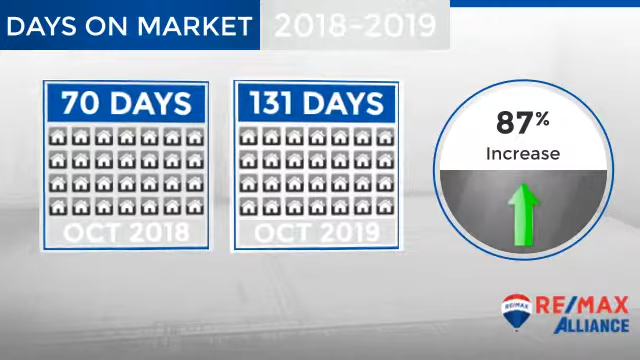 DAYS ON MARKET 2018-2019
70 DAYS
OCT 2018
131 DAYS
OCT 2019
87%
Increase
RE/MAX
RE/MAX
ALLIANCE